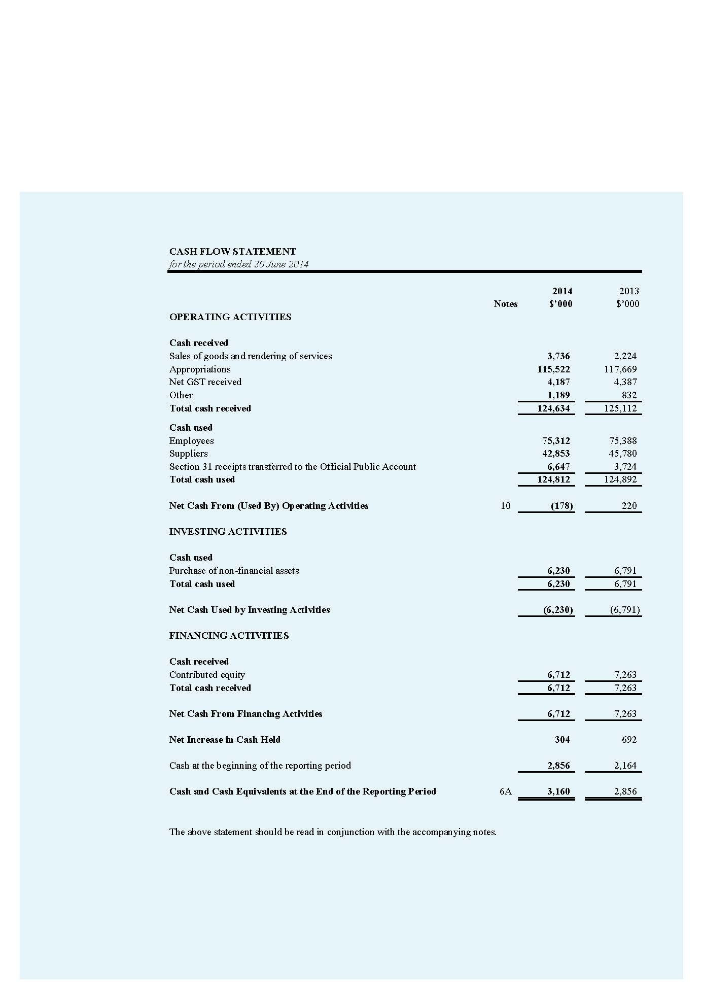 CASH FLOW STATEMENT
for the period ended 30 June 2014
2014 2013
Notes $’000 $’000
OPERATING ACTIVITIES
Cash received
Sales of goods and rendering of services 3,736 2,224
Appropriations 115,522 117,669
Net GST received 4,187 4,387
Other 1,189 832
Total cash received 124,634 125,112
Cash used
Employees 75,312 75,388
Suppliers 42,853 45,780
Section 31 receipts transferred to the Official Public Account 6,647 3,724
Total cash used 124,812 124,892
Net Cash From (Used By) Operating Activities 10 (178) 220
INVESTING ACTIVITIES
Cash used
Purchase of non-financial assets 6,230 6,791
Total cash used 6,230 6,791
Net Cash Used by Investing Activities (6,230) (6,791)
FINANCING ACTIVITIES
Cash received
Contributed equity 6,712 7,263
Total cash received 6,712 7,263
Net Cash From Financing Activities 6,712 7,263
Net Increase in Cash Held 304 692
Cash at the beginning of the reporting period 2,856 2,164
Cash and Cash Equivalents at the End of the Reporting Period 6A 3,160 2,856
The above statement should be read in conjunction with the accompanying notes.